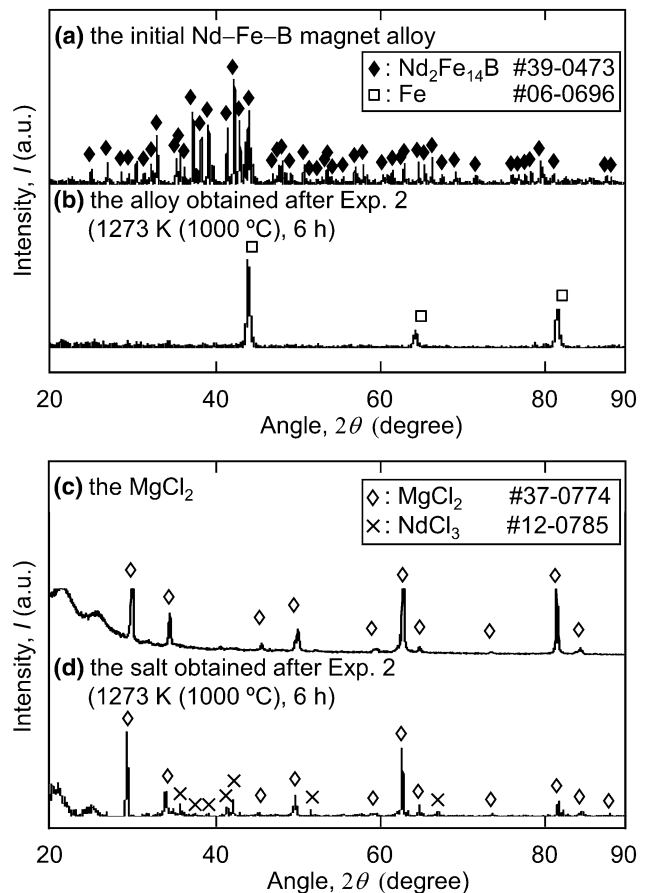 (a) the initial Nd–Fe–B magnet alloy
♦ : Nd₂Fe₁₄B #39-0473
□ : Fe #06-0696
(b) the alloy obtained after Exp. 2
(1273 K (1000 ºC), 6 h)
Intensity, I (a.u.)
20 40 60 80 90
Angle, 2θ (degree)
(c) the MgCl₂
◇ : MgCl₂ #37-0774
× : NdCl₃ #12-0785
(d) the salt obtained after Exp. 2
(1273 K (1000 ºC), 6 h)
Intensity, I (a.u.)
20 40 60 80 90
Angle, 2θ (degree)